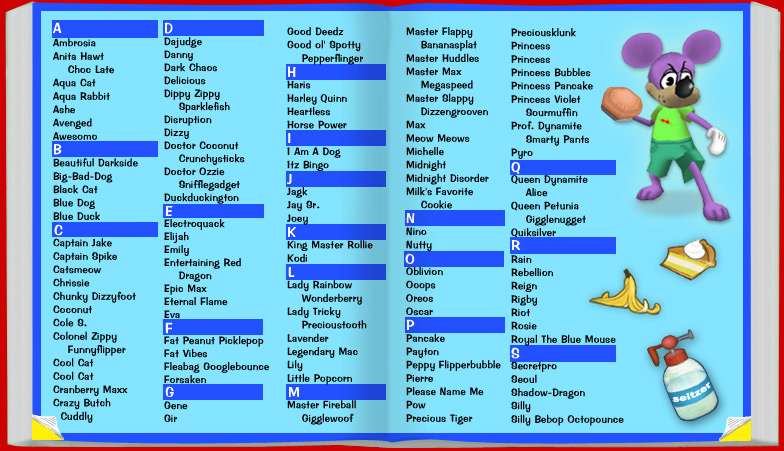 A
Ambrosia
Anita Hawt
Choc Late
Aqua Cat
Aqua Rabbit
Ashe
Avenged
Awesomo
B
Beautiful Darkside
Big-Bad-Dog
Black Cat
Blue Dog
Blue Duck
C
Captain Jake
Captain Spike
Catsmeow
Chrissie
Chunky Dizzyfoot
Coconut
Cole S.
Colonel Zippy
Funnyflipper
Cool Cat
Cool Cat
Cranberry Maxx
Crazy Butch
Cuddly
D
Dajudge
Danny
Dark Chaos
Delicious
Dippy Zippy
Sparklefish
Disruption
Dizzy
Doctor Coconut
Crunchysticks
Doctor Ozzie
Snifflegadget
Duckduckington
E
Electroquack
Elijah
Emily
Entertaining Red
Dragon
Epic Max
Eternal Flame
Eva
F
Fat Peanut Picklepop
Fat Vibes
Fleabag Googlebounce
Forsaken
G
Gene
Gir
Good Deedz
Good ol' Spotty
Pepperflinger
H
Haris
Harley Quinn
Heartless
Horse Power
I
I Am A Dog
Itz Bingo
J
Jagk
Jay Sr.
Joey
K
King Master Rollie
Kodi
L
Lady Rainbow
Wonderberry
Lady Tricky
Precioustooth
Lavender
Legendary Mac
Lily
Little Popcorn
M
Master Fireball
Gigglewoof
Master Flappy
Bananasplat
Master Huddles
Master Max
Megaspeed
Master Slappy
Dizzengrooven
Max
Meow Meows
Michelle
Midnight
Midnight Disorder
Milk's Favorite
Cookie
N
Nino
Nutty
O
Oblivion
Ooops
Oreos
Oscar
P
Pancake
Payton
Peppy Flipperbubble
Pierre
Please Name Me
Pow
Precious Tiger
Preciousklunk
Princess
Princess
Princess Bubbles
Princess Pancake
Princess Violet
Sourmuffin
Prof. Dynamite
Smarty Pants
Pyro
Q
Queen Dynamite
Alice
Queen Petunia
Gigglenugget
Quiksilver
R
Rain
Rebellion
Reign
Rigby
Riot
Rosie
Royal The Blue Mouse
S
Secretpro
Seoul
Shadow-Dragon
Silly
Silly Bebop Octopounce
seltzer